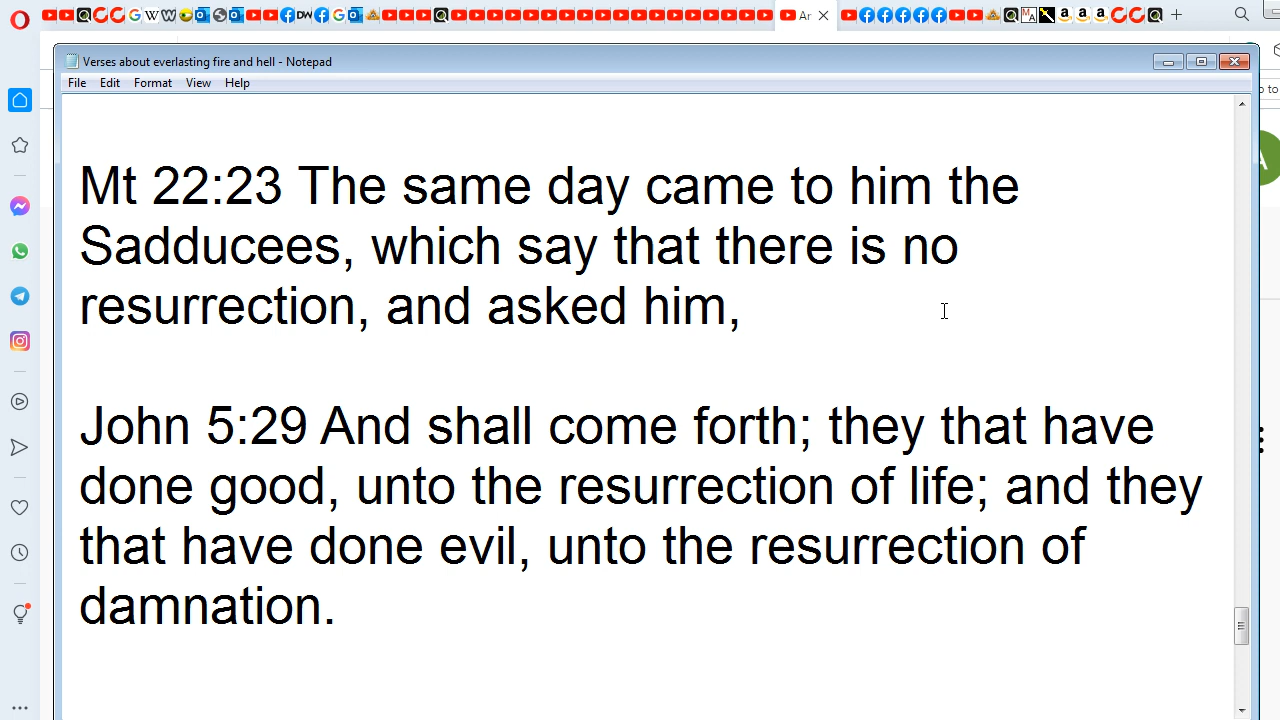 Ar
Verses about everlasting fire and hell - Notepad
File Edit Format View Help
p to
A
Mt 22:23 The same day came to him the
Sadducees, which say that there is no
resurrection, and asked him,
John 5:29 And shall come forth; they that have
done good, unto the resurrection of life; and they
that have done evil, unto the resurrection of
damnation.